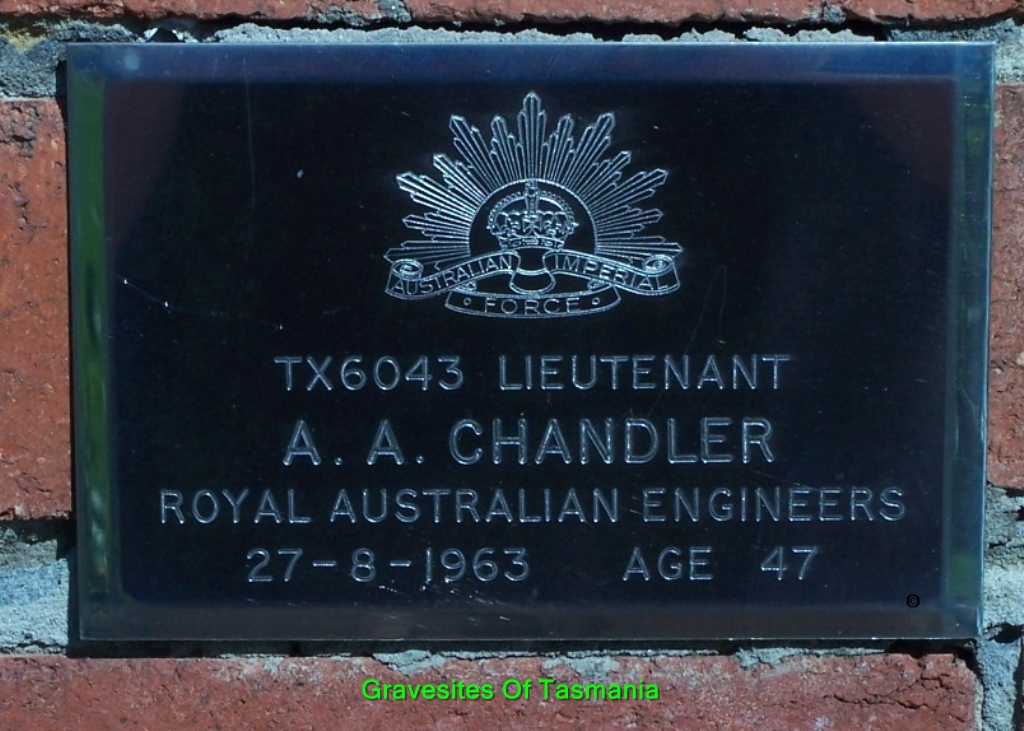 AUSTRALIAN IMPERIAL
FORCE
TX6043 LIEUTENANT
A. A. CHANDLER
ROYAL AUSTRALIAN ENGINEERS
27-8-1963 AGE 47
©
Gravesites Of Tasmania